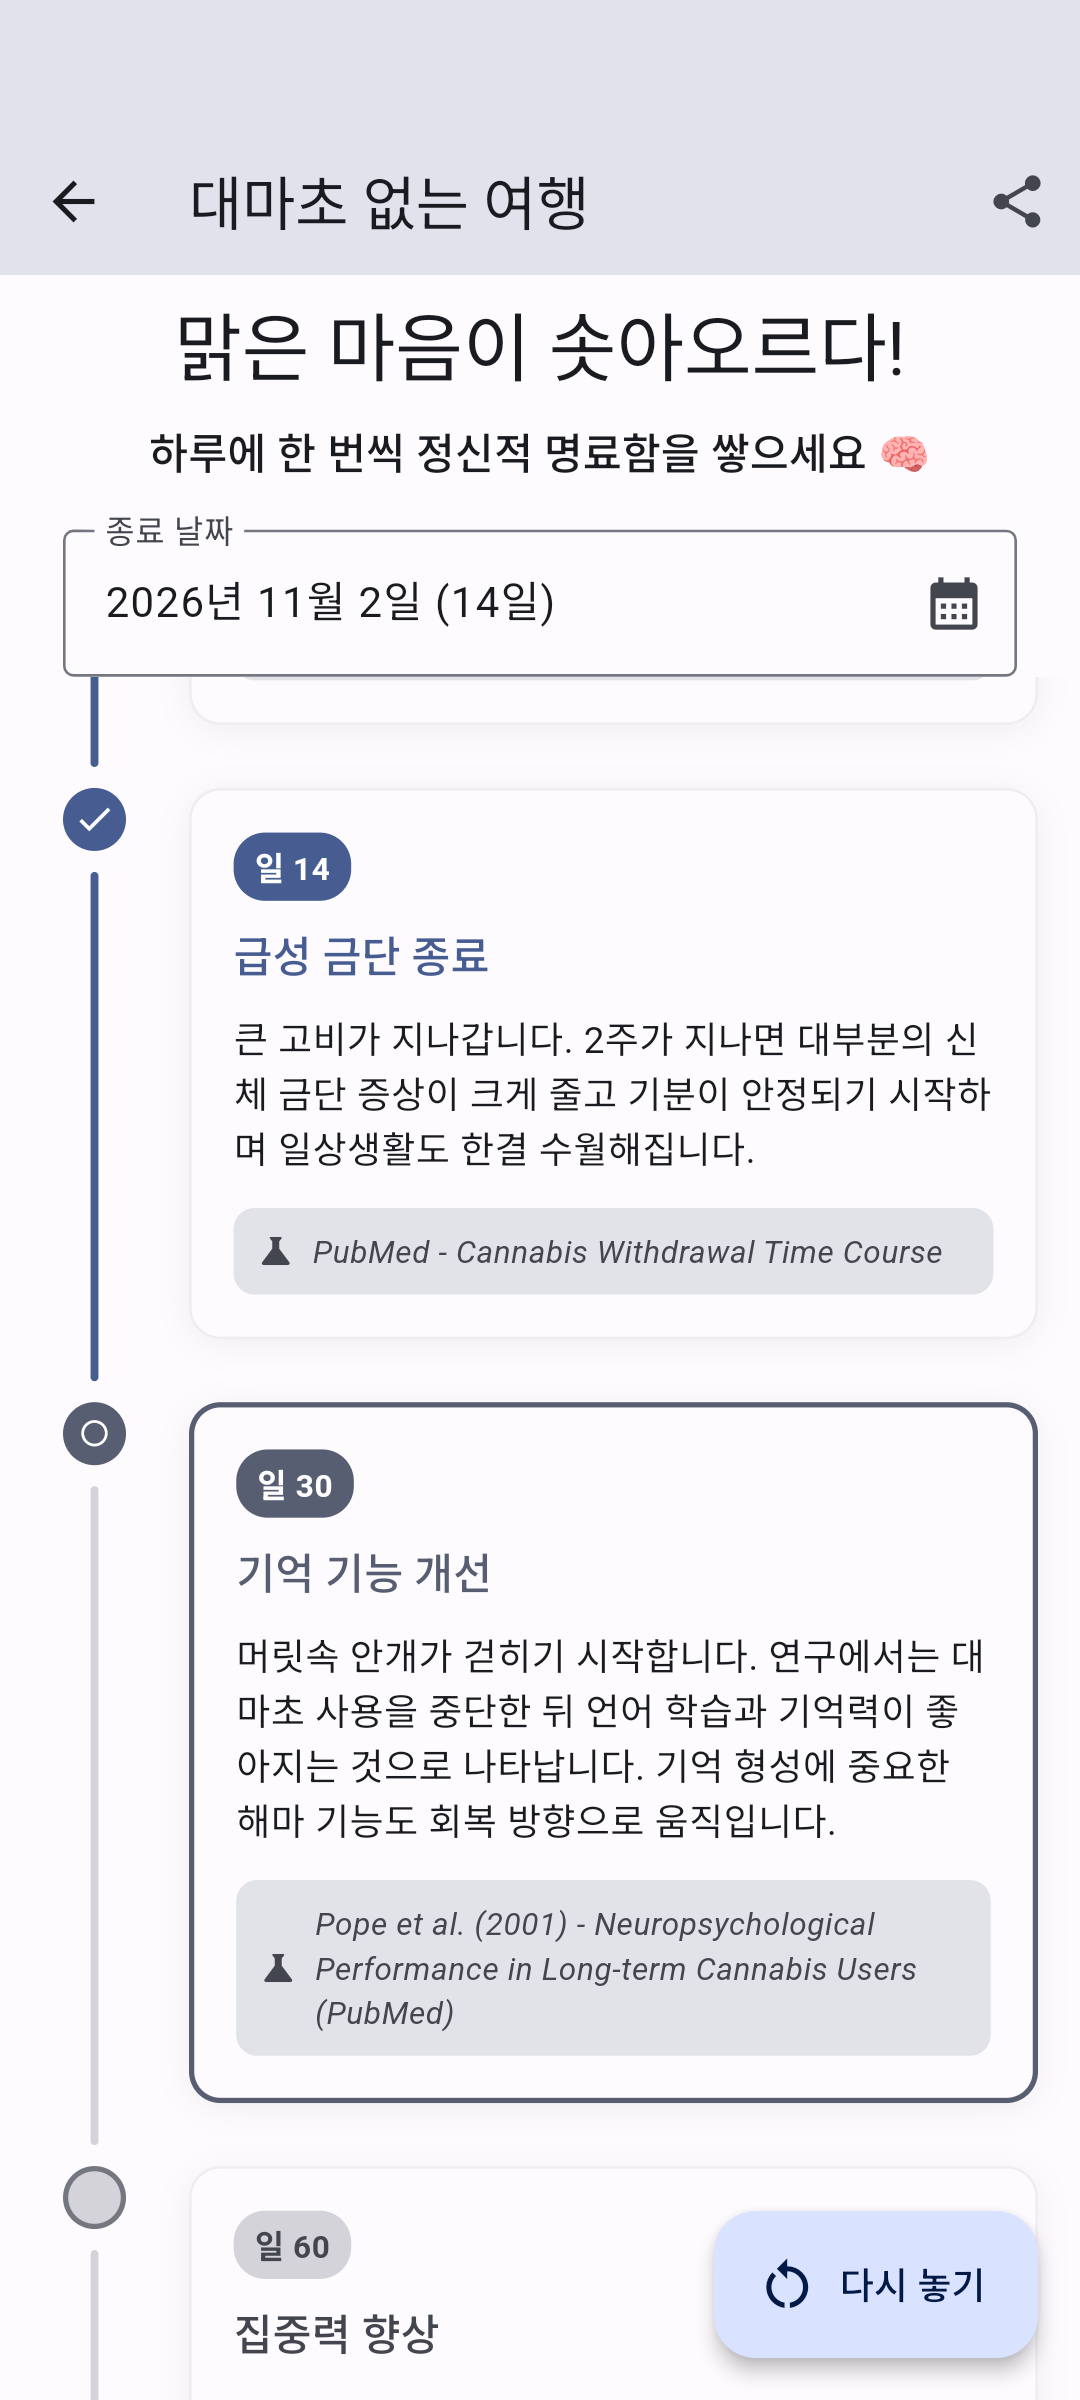 대마초 없는 여행
맑은 마음이 솟아오르다!
하루에 한 번씩 정신적 명료함을 쌓으세요 🧠
종료 날짜
2026년 11월 2일 (14일)
일 14
급성 금단 종료
큰 고비가 지나갑니다. 2주가 지나면 대부분의 신
체 금단 증상이 크게 줄고 기분이 안정되기 시작하
며 일상생활도 한결 수월해집니다.
PubMed - Cannabis Withdrawal Time Course
일 30
기억 기능 개선
머릿속 안개가 걷히기 시작합니다. 연구에서는 대
마초 사용을 중단한 뒤 언어 학습과 기억력이 좋
아지는 것으로 나타납니다. 기억 형성에 중요한
해마 기능도 회복 방향으로 움직입니다.
Pope et al. (2001) - Neuropsychological
Performance in Long-term Cannabis Users
(PubMed)
일 60
집중력 향상
다시 놓기